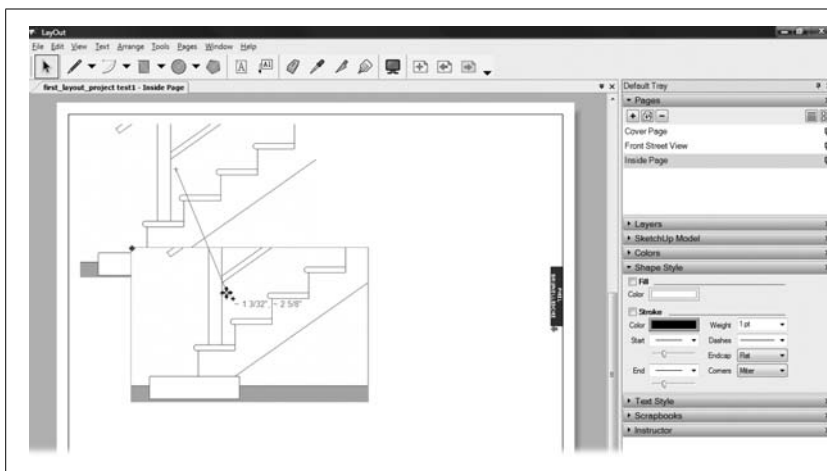 LayOut
File Edit View Text Arrange Tools Pages Window Help
A A1
first_layout_project test1 - Inside Page
Default Tray
Pages
Cover Page
Front Street View
Inside Page
Layers
SketchUp Model
Colors
Shape Style
Fill
Color
Stroke
Color Weight 1 pt
Start Dashes
Endcap Flat
End Corners Miter
Text Style
Scrapbooks
Instructor
~ 1 3/32", ~ 2 5/8"